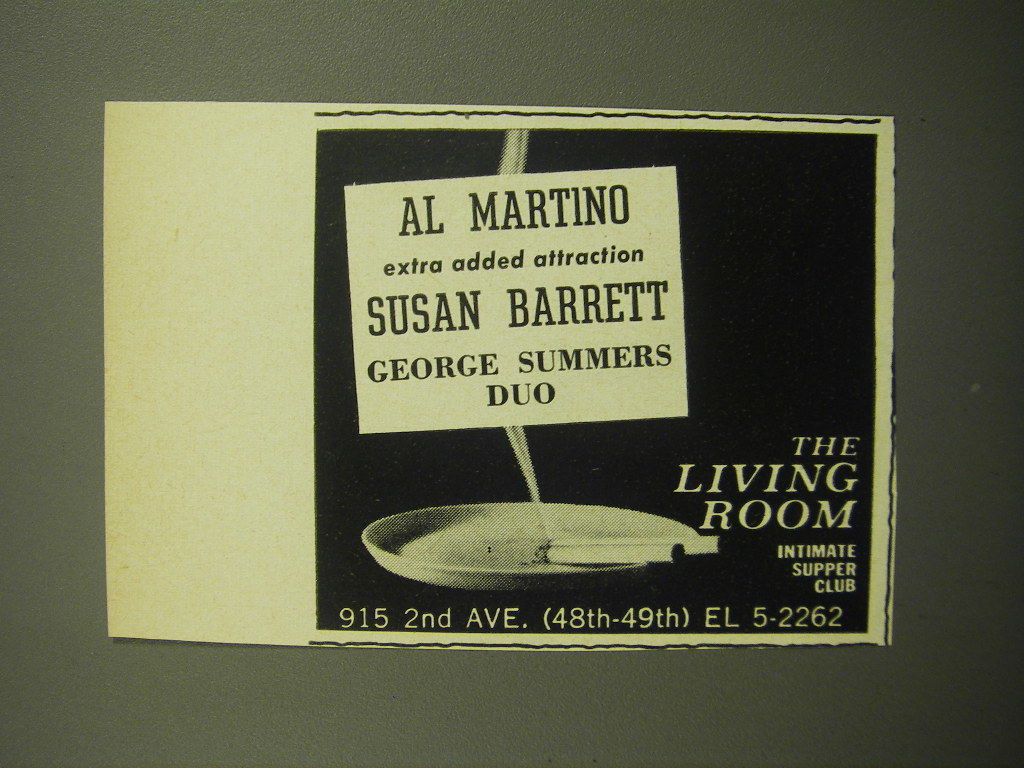 AL MARTINO
extra added attraction
SUSAN BARRETT
GEORGE SUMMERS
DUO
THE
LIVING
ROOM
INTIMATE
SUPPER
CLUB
915 2nd AVE. (48th-49th) EL 5-2262